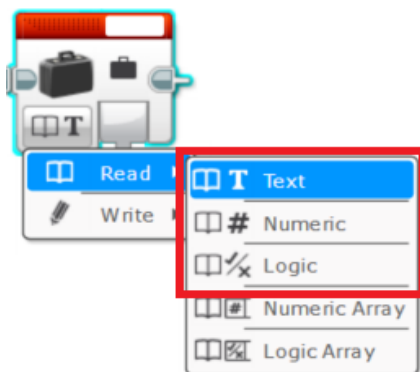 T
Read
Write
T Text
# Numeric
Logic
# Numeric Array
Logic Array